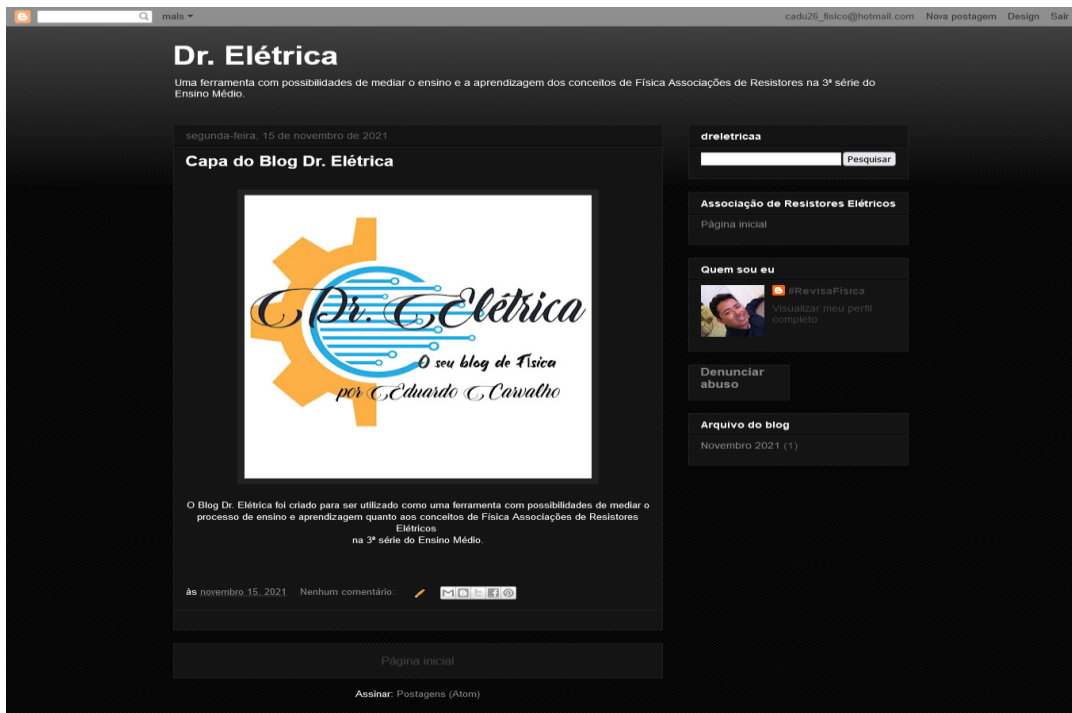 mais
cadu26_fisico@hotmail.com Nova postagem Design Sair
Dr. Elétrica
Uma ferramenta com possibilidades de mediar o ensino e a aprendizagem dos conceitos de Física Associações de Resistores na 3ª série do
Ensino Médio.
segunda-feira, 15 de novembro de 2021
Capa do Blog Dr. Elétrica
Dr. Elétrica
O seu blog de Física
por Eduardo Carvalho
O Blog Dr. Elétrica foi criado para ser utilizado como uma ferramenta com possibilidades de mediar o
processo de ensino e aprendizagem quanto aos conceitos de Física Associações de Resistores
Elétricos
na 3ª série do Ensino Médio.
às novembro 15, 2021 Nenhum comentário:
Página inicial
Assinar: Postagens (Atom)
dreletricaa
Pesquisar
Associação de Resistores Elétricos
Página inicial
Quem sou eu
#RevisaFísica
Visualizar meu perfil
completo
Denunciar
abuso
Arquivo do blog
Novembro 2021 (1)